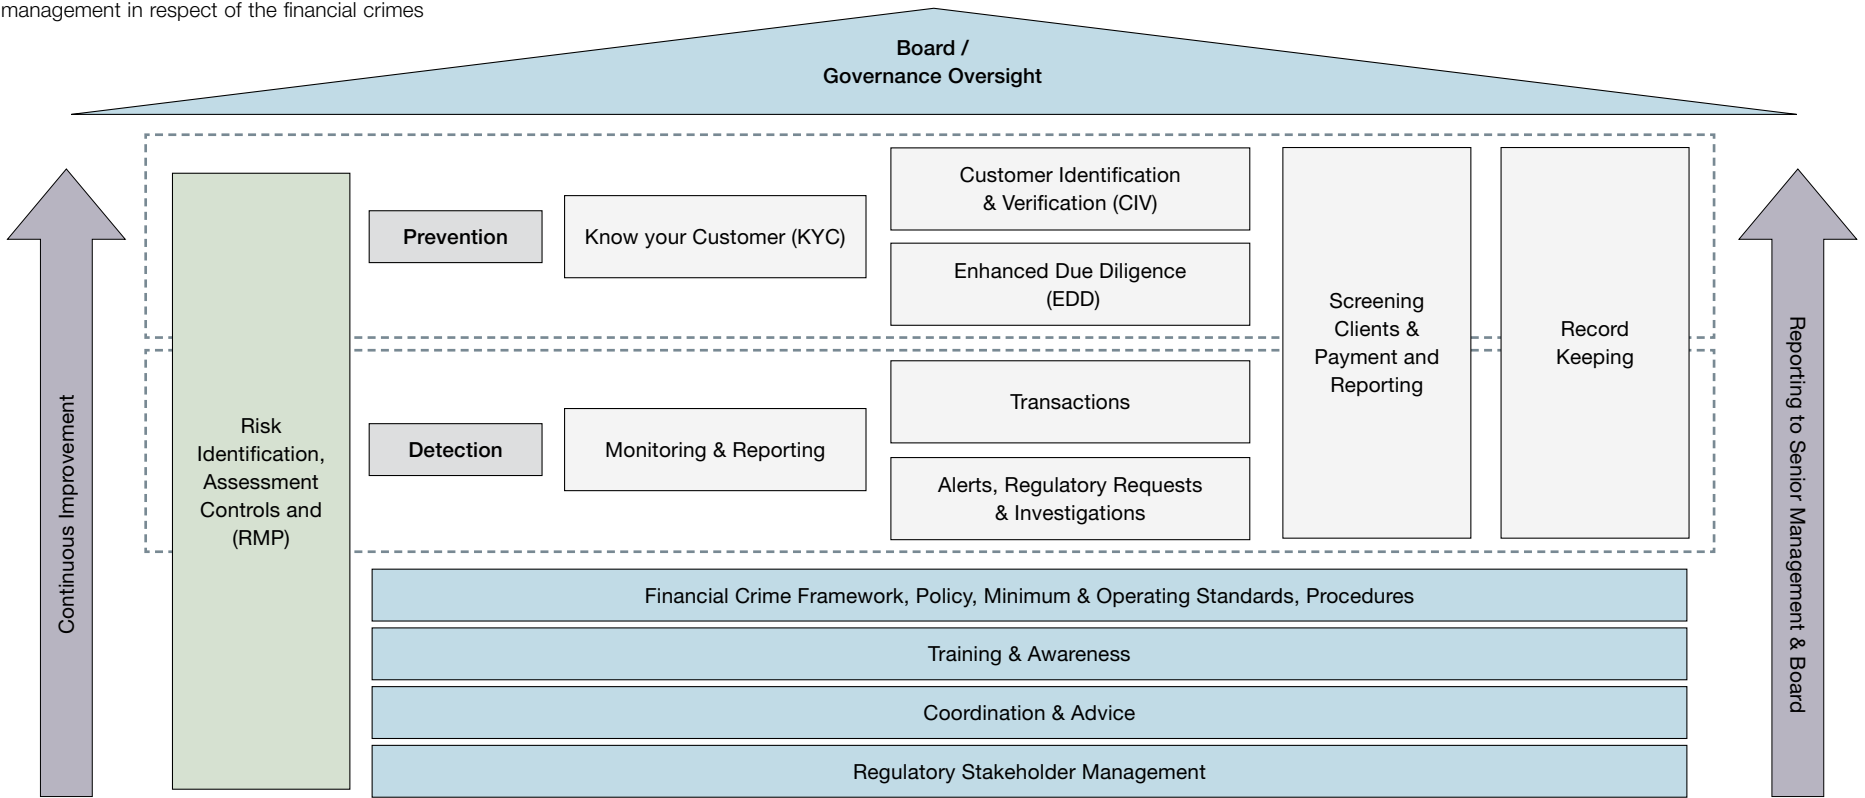 management in respect of the financial crimes
Board /
Governance Oversight
Continuous Improvement
Risk
Identification,
Assessment
Controls and
(RMP)
Prevention
Know your Customer (KYC)
Customer Identification
& Verification (CIV)
Enhanced Due Diligence
(EDD)
Detection
Monitoring & Reporting
Transactions
Alerts, Regulatory Requests
& Investigations
Screening
Clients &
Payment and
Reporting
Record
Keeping
Reporting to Senior Management & Board
Financial Crime Framework, Policy, Minimum & Operating Standards, Procedures
Training & Awareness
Coordination & Advice
Regulatory Stakeholder Management